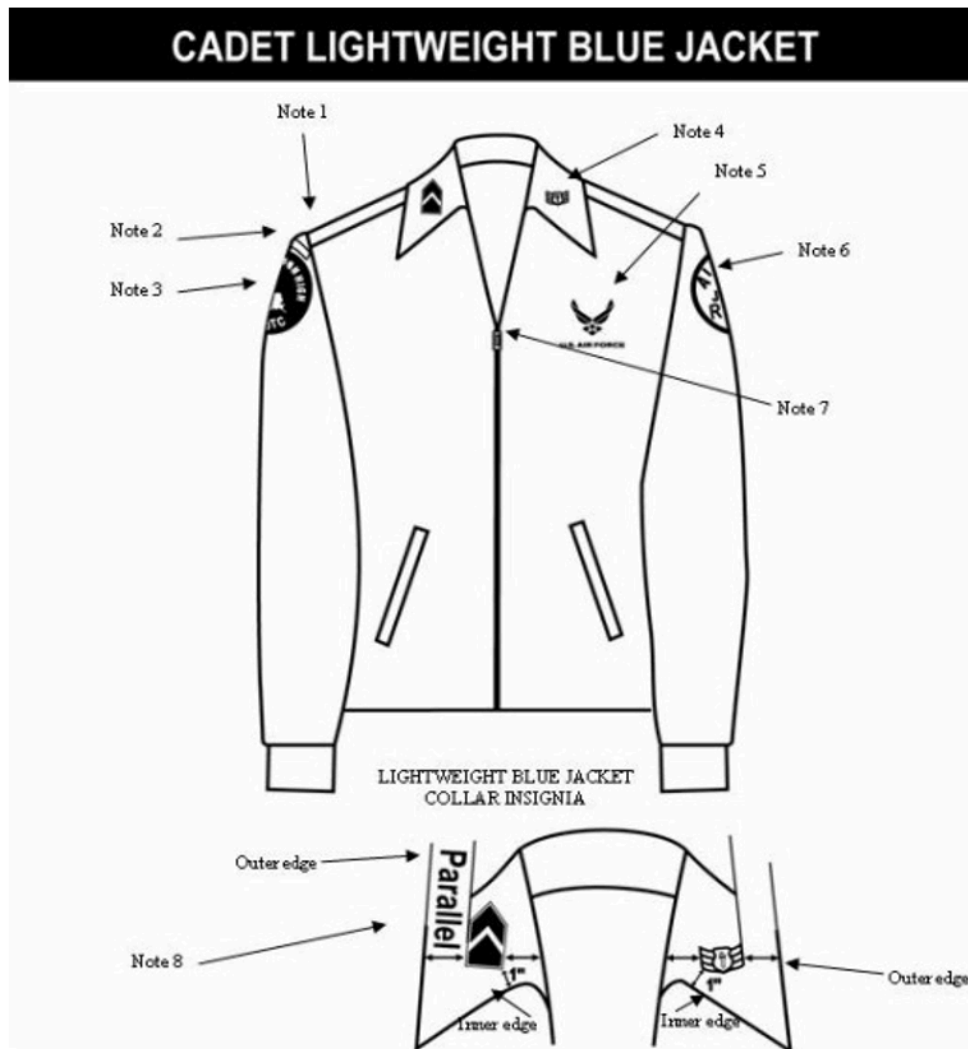 CADET LIGHTWEIGHT BLUE JACKET
Note 1
Note 4
Note 5
Note 2
Note 6
Note 3
U.S. AIR FORCE
Note 7
LIGHTWEIGHT BLUE JACKET
COLLAR INSIGNIA
Outer edge
Parallel
Note 8
1"
1"
Outer edge
Inner edge
Inner edge